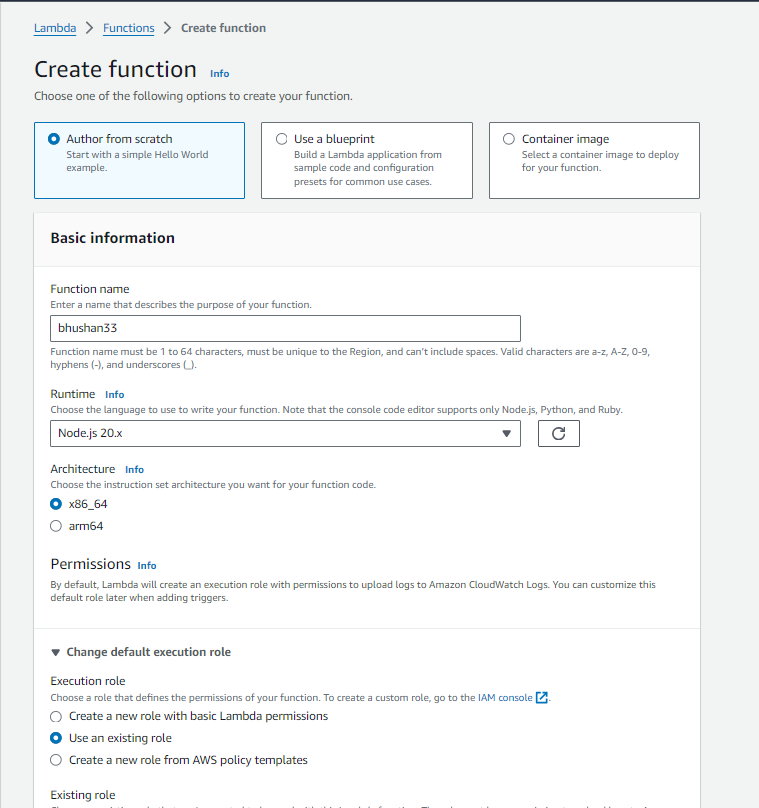 Lambda > Functions > Create function
Create function Info
Choose one of the following options to create your function.
Author from scratch
Start with a simple Hello World
example.
Use a blueprint
Build a Lambda application from
sample code and configuration
presets for common use cases.
Container image
Select a container image to deploy
for your function.
Basic information
Function name
Enter a name that describes the purpose of your function.
bhushan33
Function name must be 1 to 64 characters, must be unique to the Region, and can't include spaces. Valid characters are a-z, A-Z, 0-9,
hyphens (-), and underscores (_).
Runtime Info
Choose the language to use to write your function. Note that the console code editor supports only Node.js, Python, and Ruby.
Node.js 20.x
Architecture Info
Choose the instruction set architecture you want for your function code.
x86_64
arm64
Permissions Info
By default, Lambda will create an execution role with permissions to upload logs to Amazon CloudWatch Logs. You can customize this
default role later when adding triggers.
Change default execution role
Execution role
Choose a role that defines the permissions of your function. To create a custom role, go to the IAM console.
Create a new role with basic Lambda permissions
Use an existing role
Create a new role from AWS policy templates
Existing role